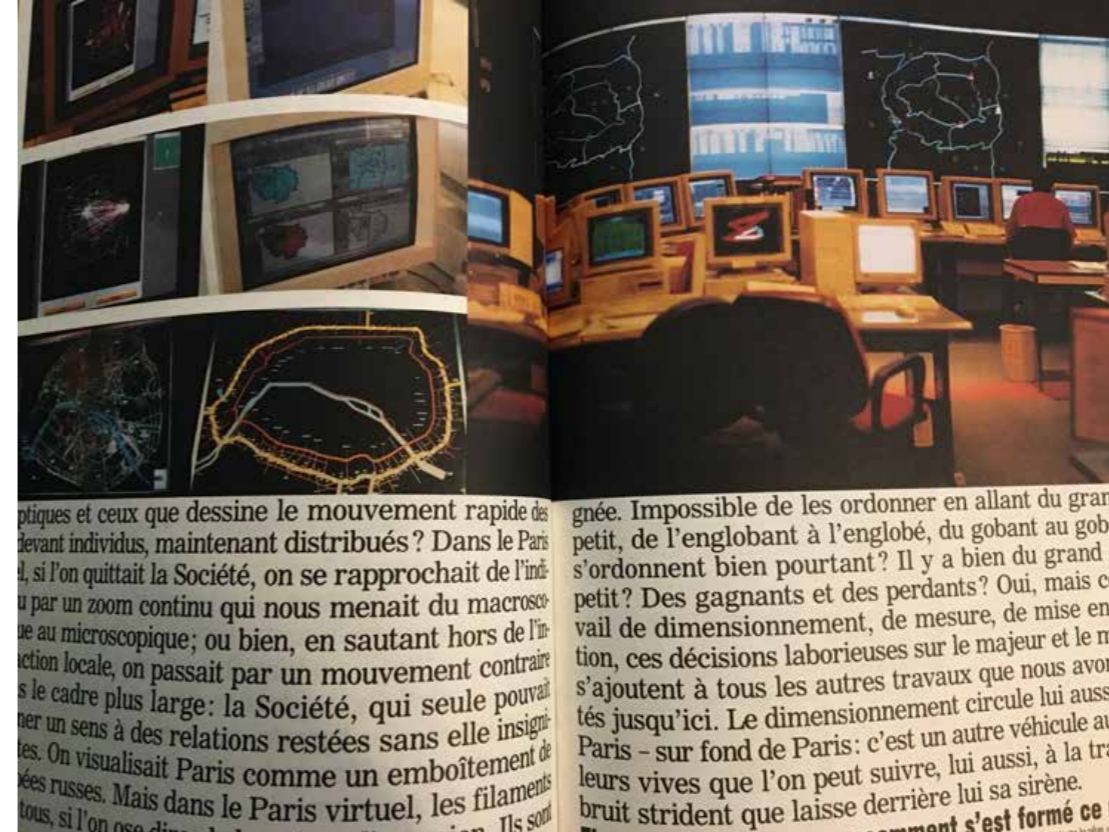 ptiques et ceux que dessine le mouvement rapide des
devant individus, maintenant distribués? Dans le Paris
l, si l'on quittait la Société, on se rapprochait de l'indi-
u par un zoom continu qui nous menait du macrosco-
ue au microscopique; ou bien, en sautant hors de l'in-
action locale, on passait par un mouvement contraire
s le cadre plus large: la Société, qui seule pouvait
ner un sens à des relations restées sans elle insigni-
tes. On visualisait Paris comme un emboîtement de
pées russes. Mais dans le Paris virtuel, les filaments
tous, si l'on ose Ils sont
gnée. Impossible de les ordonner en allant du gran
petit, de l'englobant à l'englobé, du gobant au gob
s'ordonnent bien pourtant? Il y a bien du grand
petit? Des gagnants et des perdants? Oui, mais c
vail de dimensionnement, de mesure, de mise en
tion, ces décisions laborieuses sur le majeur et le m
s'ajoutent à tous les autres travaux que nous avon
tés jusqu'ici. Le dimensionnement circule lui auss
Paris – sur fond de Paris: c'est un autre véhicule au
leurs vives que l'on peut suivre, lui aussi, à la tra
bruit strident que laisse derrière lui sa sirène.
s'est formé ce